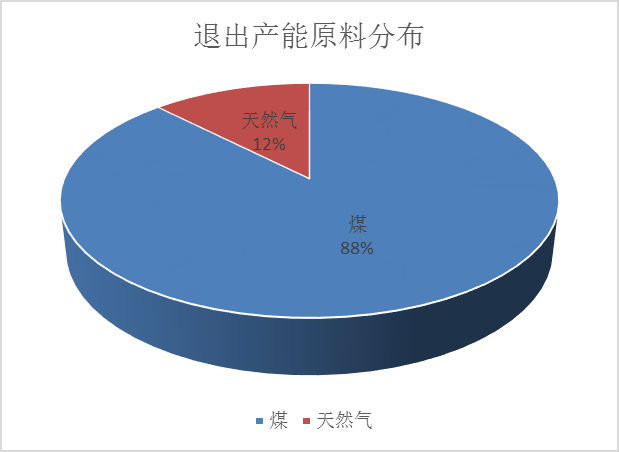 退出产能原料分布
天然气
12%
煤
88%
煤 天然气